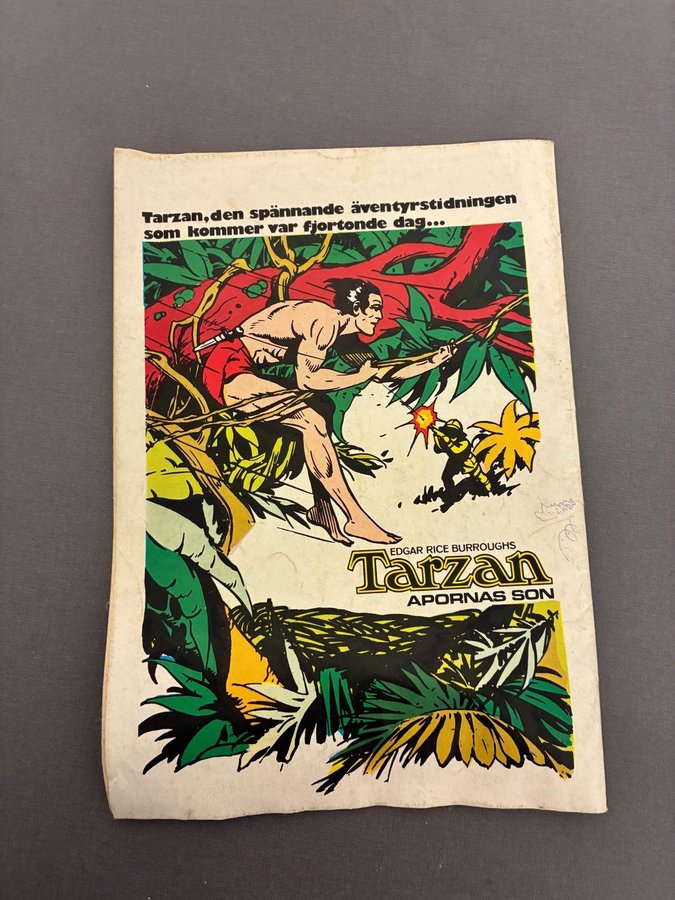 Tarzan, den spännande äventyrstidningen
som kommer var fjortonde dag...
EDGAR RICE BURROUGHS
Tarzan
APORNAS SON